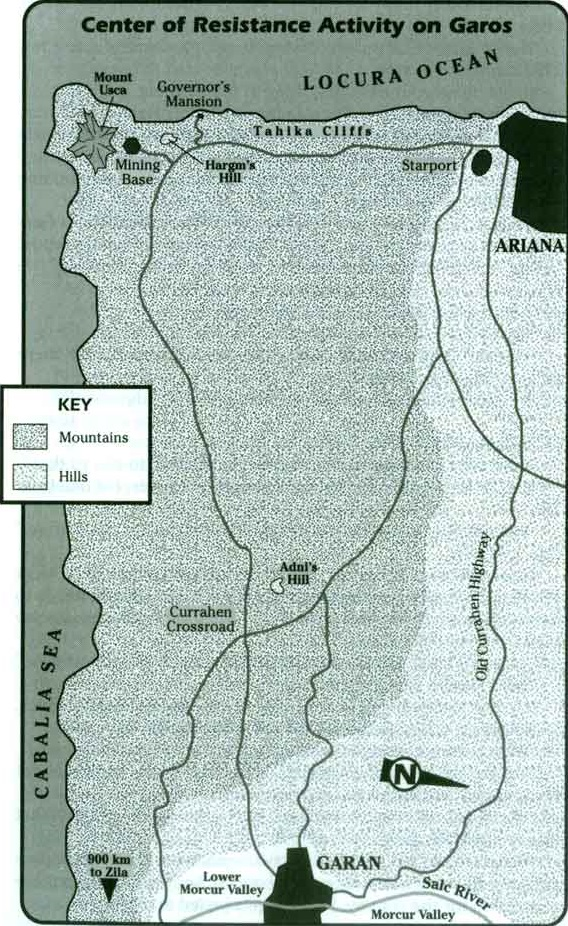 Center of Resistance Activity on Garos
LOCURA OCEAN
Mount
Usca
Governor's
Mansion
Tahika Cliffs
Mining
Base
Hargm's
Hill
Starport
ARIANA
KEY
Mountains
Hills
Adni's
Hill
Currahen
Crossroad
Old Currahen Highway
CABALIA SEA
N
900 km
to Zila
GARAN
Lower
Morcur Valley
Salc River
Morcur Valley